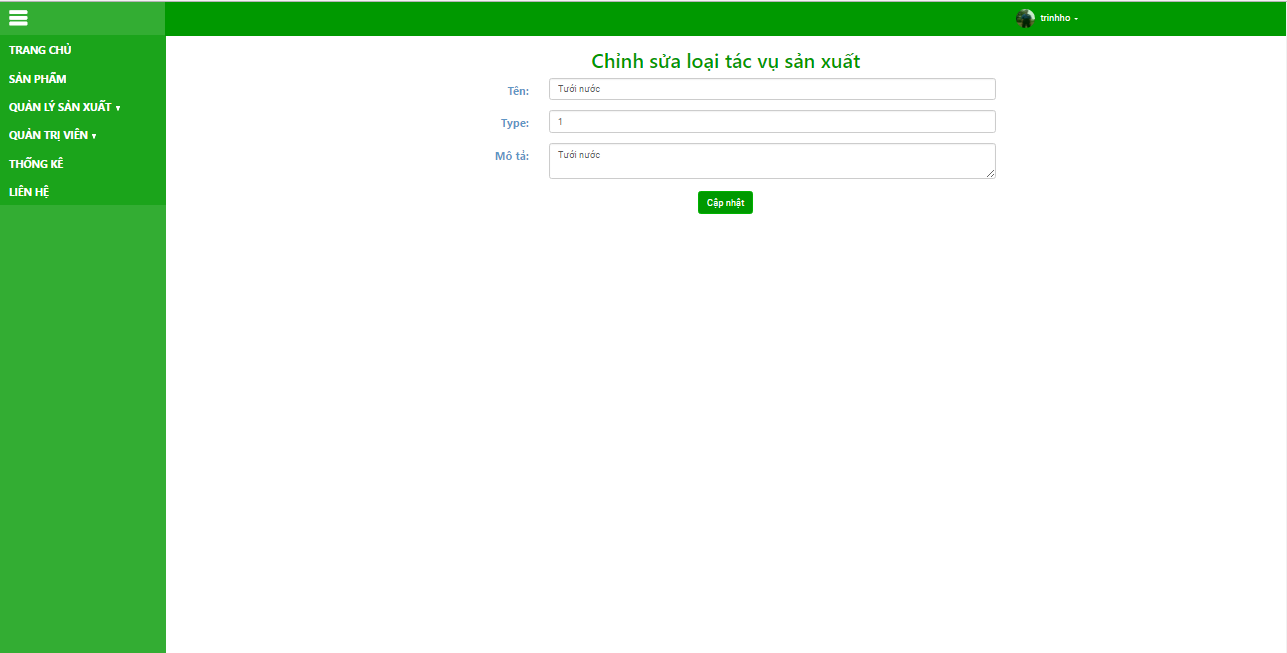 trinhho
TRANG CHỦ
SẢN PHẨM
QUẢN LÝ SẢN XUẤT ▾
QUẢN TRỊ VIÊN ▾
THỐNG KÊ
LIÊN HỆ
Chỉnh sửa loại tác vụ sản xuất
Tên: Tưới nước
Type: 1
Mô tả: Tưới nước
Cập nhật